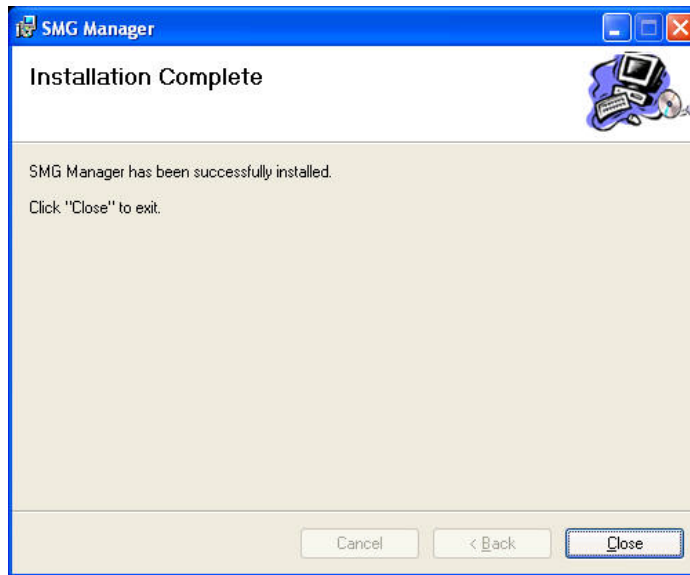 SMG Manager
Installation Complete
SMG Manager has been successfully installed.
Click "Close" to exit.
Cancel
< Back
Close